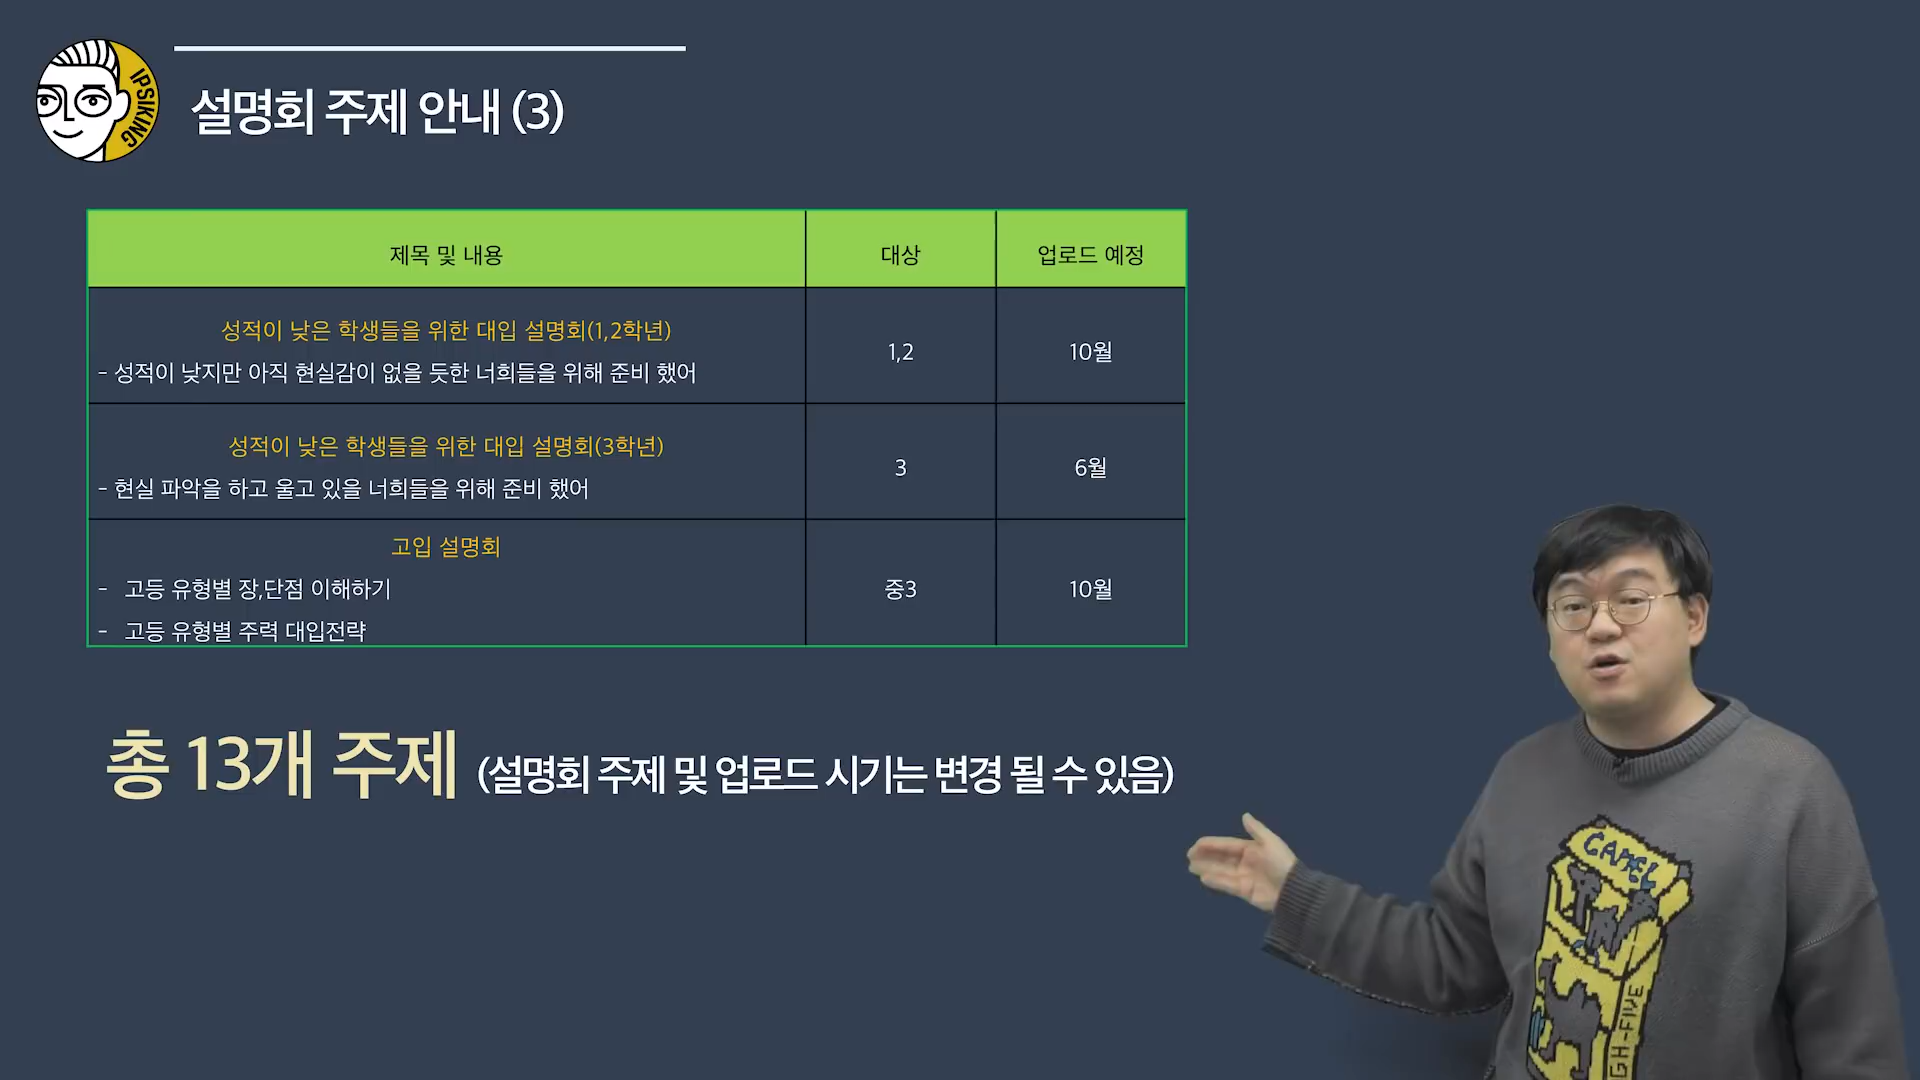 IPSIKING
설명회 주제 안내 (3)
제목 및 내용
대상
업로드 예정
성적이 낮은 학생들을 위한 대입 설명회(1,2학년)
- 성적이 낮지만 아직 현실감이 없을 듯한 너희들을 위해 준비 했어
1,2
10월
성적이 낮은 학생들을 위한 대입 설명회(3학년)
- 현실 파악을 하고 울고 있을 너희들을 위해 준비 했어
3
6월
고입 설명회
- 고등 유형별 장,단점 이해하기
- 고등 유형별 주력 대입전략
중3
10월
총 13개 주제 (설명회 주제 및 업로드 시기는 변경 될 수 있음)
CAMEL
GH-FIVE